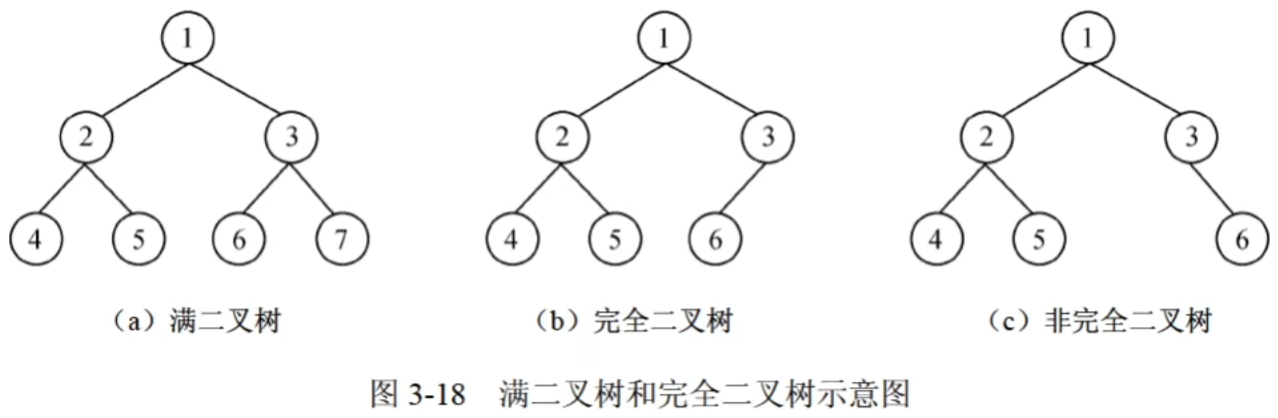 1 1 1
2 3 2 3 2 3
4 5 6 7 4 5 6 4 5 6
（a）满二叉树 （b）完全二叉树 （c）非完全二叉树
图 3-18 满二叉树和完全二叉树示意图